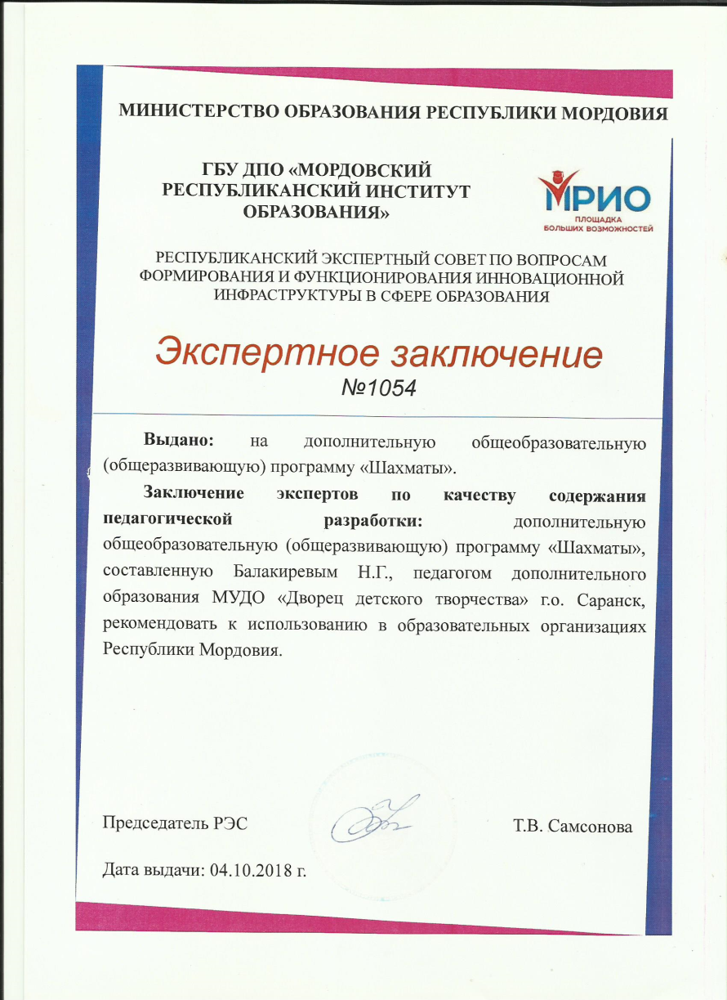 МИНИСТЕРСТВО ОБРАЗОВАНИЯ РЕСПУБЛИКИ МОРДОВИЯ
ГБУ ДПО «МОРДОВСКИЙ
РЕСПУБЛИКАНСКИЙ ИНСТИТУТ
ОБРАЗОВАНИЯ»
МРИО
ПЛОЩАДКА
БОЛЬШИХ ВОЗМОЖНОСТЕЙ
РЕСПУБЛИКАНСКИЙ ЭКСПЕРТНЫЙ СОВЕТ ПО ВОПРОСАМ
ФОРМИРОВАНИЯ И ФУНКЦИОНИРОВАНИЯ ИННОВАЦИОННОЙ
ИНФРАСТРУКТУРЫ В СФЕРЕ ОБРАЗОВАНИЯ
Экспертное заключение
№1054
Выдано: на дополнительную общеобразовательную
(общеразвивающую) программу «Шахматы».
Заключение экспертов по качеству содержания
педагогической разработки: дополнительную
общеобразовательную (общеразвивающую) программу «Шахматы»,
составленную Балакиревым Н.Г., педагогом дополнительного
образования МУДО «Дворец детского творчества» г.о. Саранск,
рекомендовать к использованию в образовательных организациях
Республики Мордовия.
Председатель РЭС
Т.В. Самсонова
Дата выдачи: 04.10.2018 г.